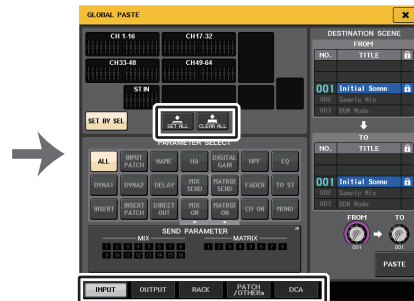 GLOBAL PASTE
CH 1-16 CH17-32
CH33-48 CH49-64
ST IN
SET BY SEL SET ALL CLEAR ALL
PARAMETER SELECT
ALL INPUT PATCH NAME HA DIGITAL GAIN HPF EQ
DYNA1 DYNA2 DELAY MIX SEND MATRIX SEND FADER TO ST
INSERT INSERT PATCH DIRECT OUT MIX ON MATRIX ON CH ON MONO
SEND PARAMETER
MIX MATRIX
INPUT OUTPUT RACK PATCH /OTHERs DCA
DESTINATION SCENE
FROM
NO. TITLE
001 Initial Scene
002 Sample Mix
003 BGM Mode
TO
NO. TITLE
001 Initial Scene
002 Sample Mix
003 BGM Mode
FROM TO
001 001
PASTE